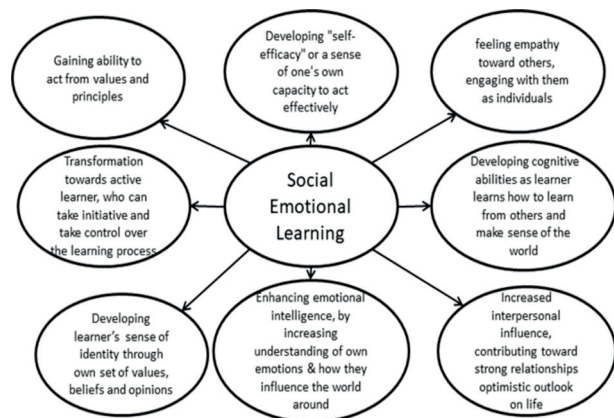 Gaining ability to
act from values and
principles
Developing "self-
efficacy" or a sense
of one's own
capacity to act
effectively
feeling empathy
toward others,
engaging with them
as individuals
Transformation
towards active
learner, who can
take initiative and
take control over
the learning process
Social
Emotional
Learning
Developing cognitive
abilities as learner
learns how to learn
from others and
make sense of the
world
Developing
learner's sense of
identity through
own set of values,
beliefs and opinions
Enhancing emotional
intelligence, by
increasing
understanding of own
emotions & how they
influence the world
around
Increased
interpersonal
influence,
contributing toward
strong relationships
optimistic outlook
on life